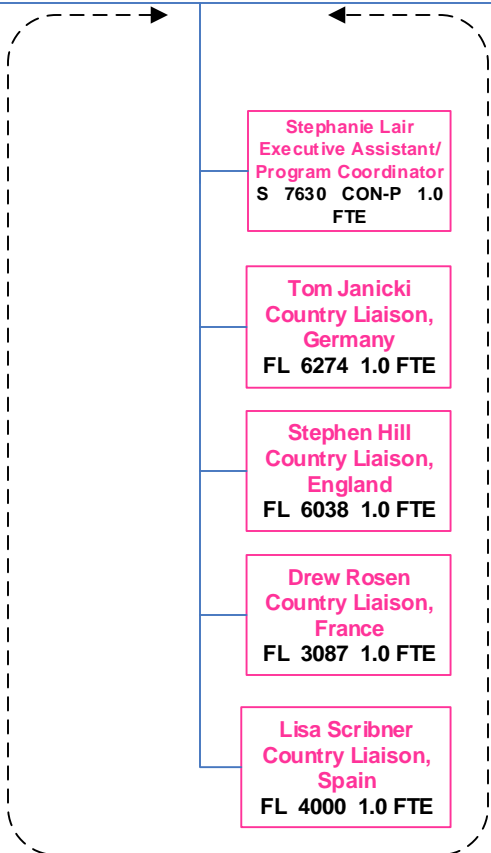 Stephanie Lair
Executive Assistant/
Program Coordinator
S 7630 CON-P 1.0
FTE
Tom Janicki
Country Liaison,
Germany
FL 6274 1.0 FTE
Stephen Hill
Country Liaison,
England
FL 6038 1.0 FTE
Drew Rosen
Country Liaison,
France
FL 3087 1.0 FTE
Lisa Scribner
Country Liaison,
Spain
FL 4000 1.0 FTE